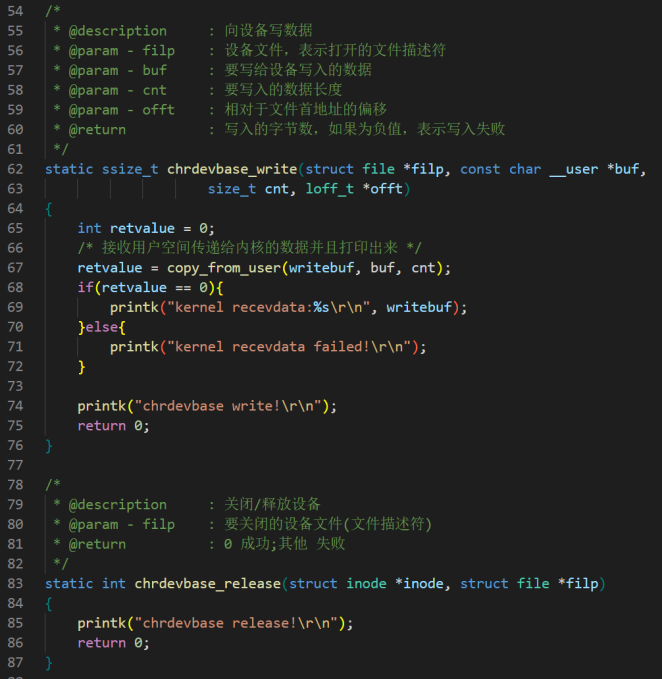 54 /*
55  * @description     : 向设备写数据
56  * @param - filp    : 设备文件，表示打开的文件描述符
57  * @param - buf     : 要写给设备写入的数据
58  * @param - cnt     : 要写入的数据长度
59  * @param - offt    : 相对于文件首地址的偏移
60  * @return          : 写入的字节数，如果为负值，表示写入失败
61  */
62 static ssize_t chrdevbase_write(struct file *filp, const char __user *buf,
63                     size_t cnt, loff_t *offt)
64 {
65     int retvalue = 0;
66     /* 接收用户空间传递给内核的数据并且打印出来 */
67     retvalue = copy_from_user(writebuf, buf, cnt);
68     if(retvalue == 0){
69         printk("kernel recevdata:%s\r\n", writebuf);
70     }else{
71         printk("kernel recevdata failed!\r\n");
72     }
73
74     printk("chrdevbase write!\r\n");
75     return 0;
76 }
77
78 /*
79  * @description     : 关闭/释放设备
80  * @param - filp    : 要关闭的设备文件(文件描述符)
81  * @return          : 0 成功;其他 失败
82  */
83 static int chrdevbase_release(struct inode *inode, struct file *filp)
84 {
85     printk("chrdevbase release!\r\n");
86     return 0;
87 }